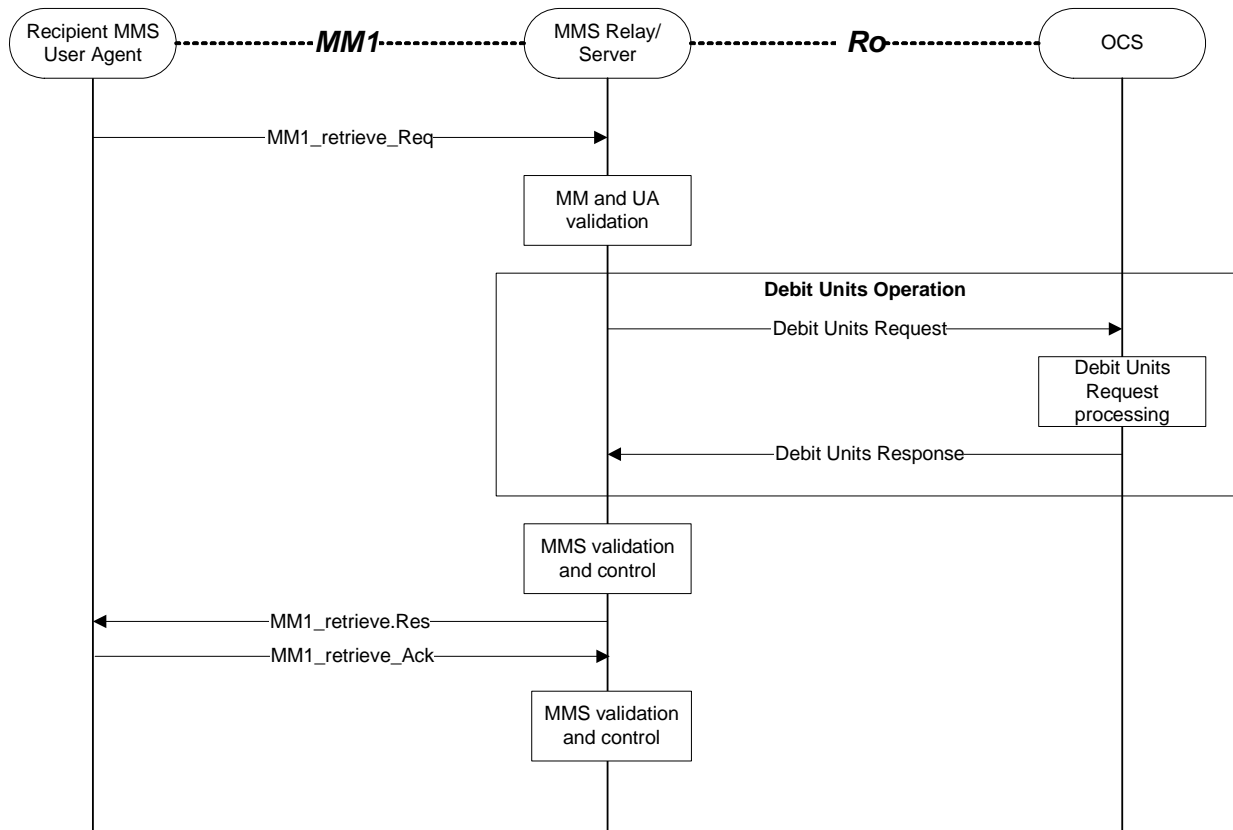 Recipient MMS
User Agent
MM1
MMS Relay/
Server
Ro
OCS
MM1_retrieve_Req
MM and UA
validation
Debit Units Operation
Debit Units Request
Debit Units
Request
processing
Debit Units Response
MMS validation
and control
MM1_retrieve.Res
MM1_retrieve_Ack
MMS validation
and control